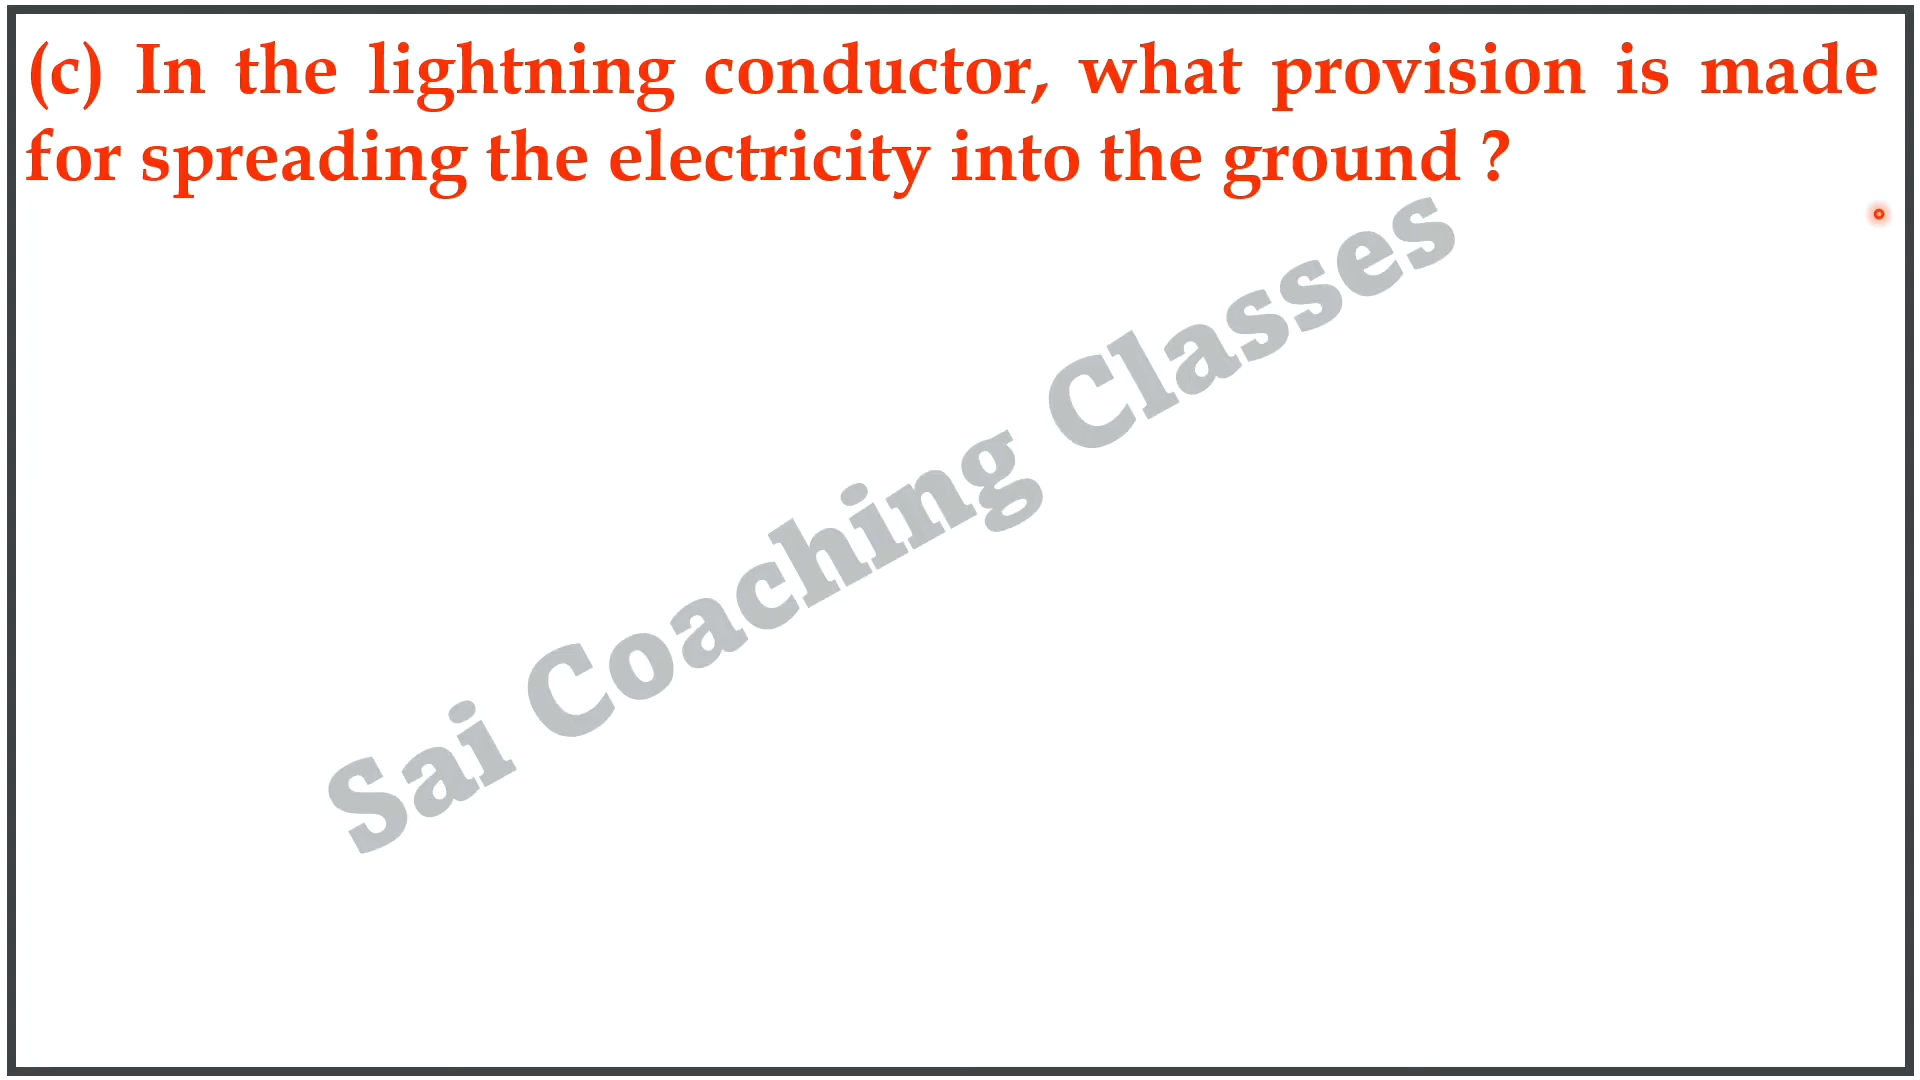 (c) In the lightning conductor, what provision is made
for spreading the electricity into the ground ?
Sai Coaching Classes